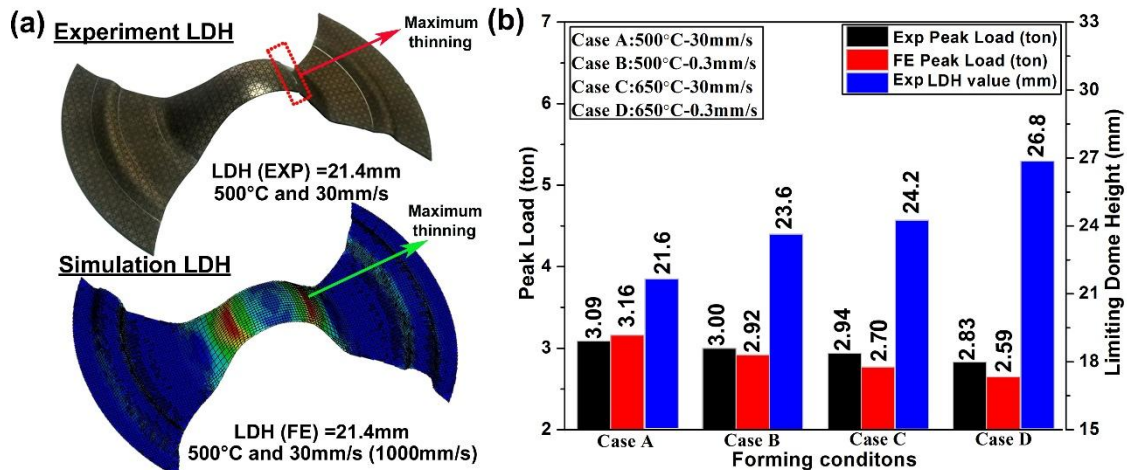 (a)
Experiment LDH
Maximum
thinning
LDH (EXP) =21.4mm
500°C and 30mm/s
Simulation LDH
Maximum
thinning
LDH (FE) =21.4mm
500°C and 30mm/s (1000mm/s)
(b)
Peak Load (ton)
7
6
5
4
3
2
Case A:500°C-30mm/s
Case B:500°C-0.3mm/s
Case C:650°C-30mm/s
Case D:650°C-0.3mm/s
Exp Peak Load (ton)
FE Peak Load (ton)
Exp LDH value (mm)
3.09
3.16
21.6
3.00
2.92
23.6
2.94
2.70
24.2
2.83
2.59
26.8
33
30
27
24
21
18
15
Limiting Dome Height (mm)
Case A
Case B
Case C
Case D
Forming conditons